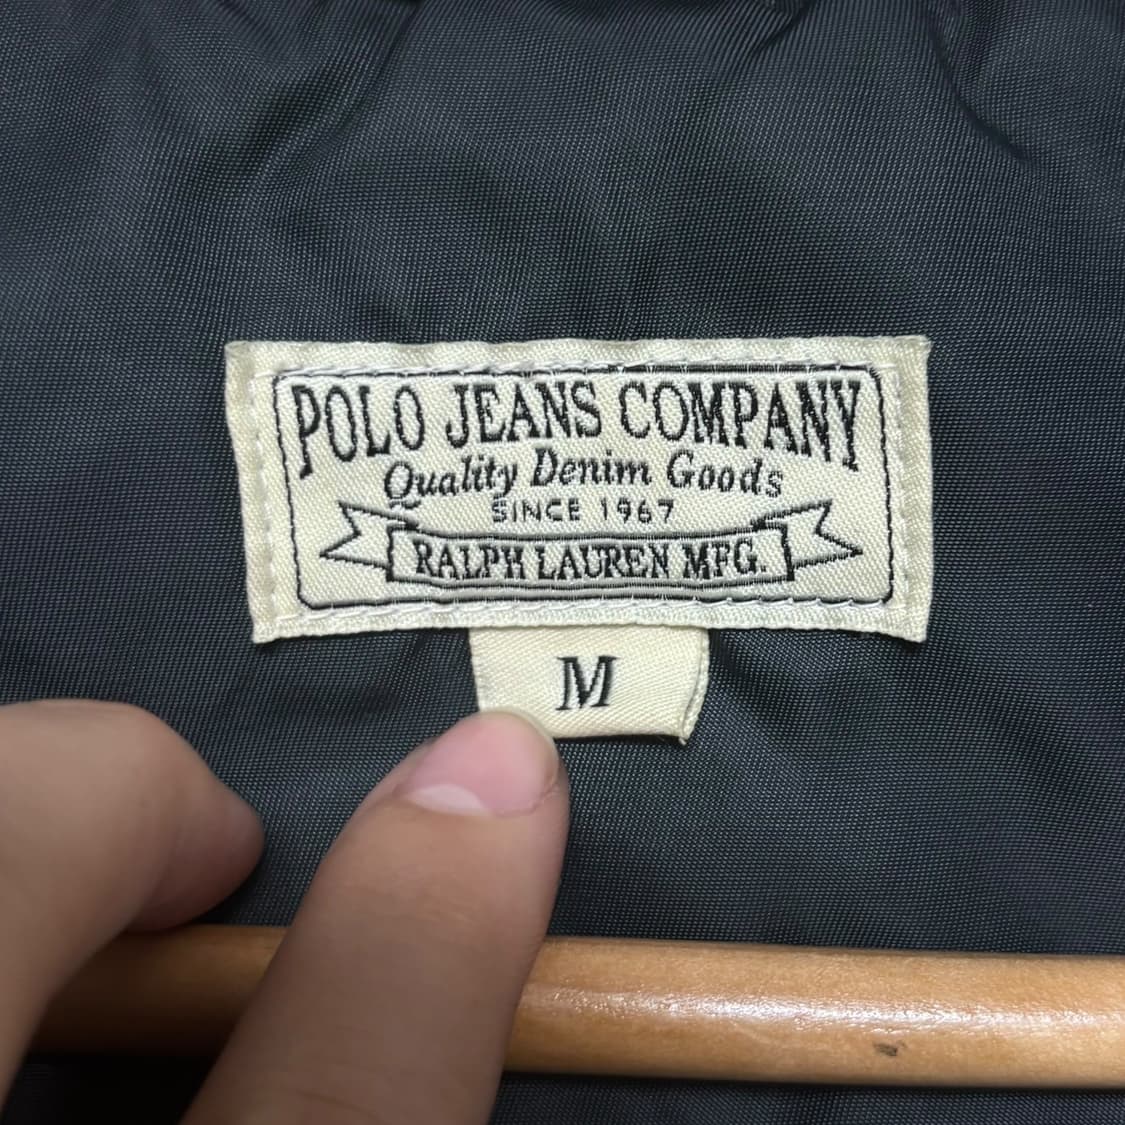 POLO JEANS COMPANY
Quality Denim Goods
SINCE 1967
RALPH LAUREN MFG.
M